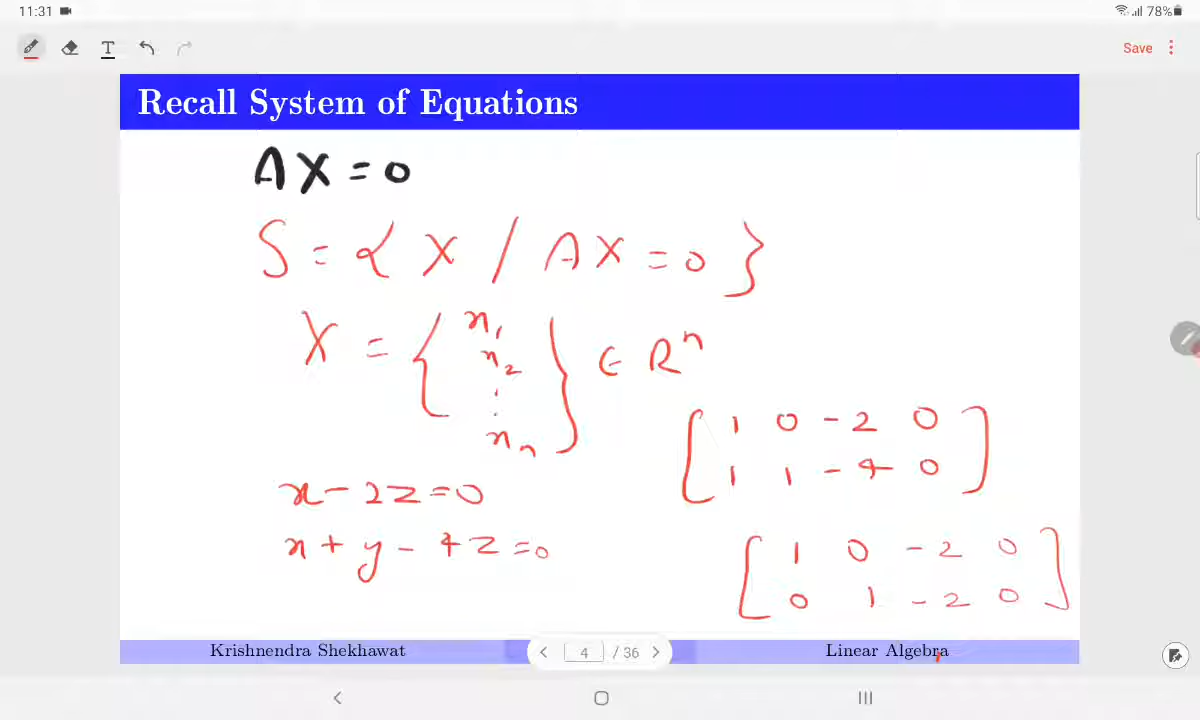 11:31 78%
T Save
Recall System of Equations
AX = 0
S = { X / AX = 0 }
X = { x1 x2 . . xn } ∈ R^n
[ 1 0 -2 0
1 1 -4 0 ]
x - 2z = 0
x + y - 4z = 0
[ 1 0 -2 0
0 1 -2 0 ]
Krishnendra Shekhawat < 4 / 36 > Linear Algebra